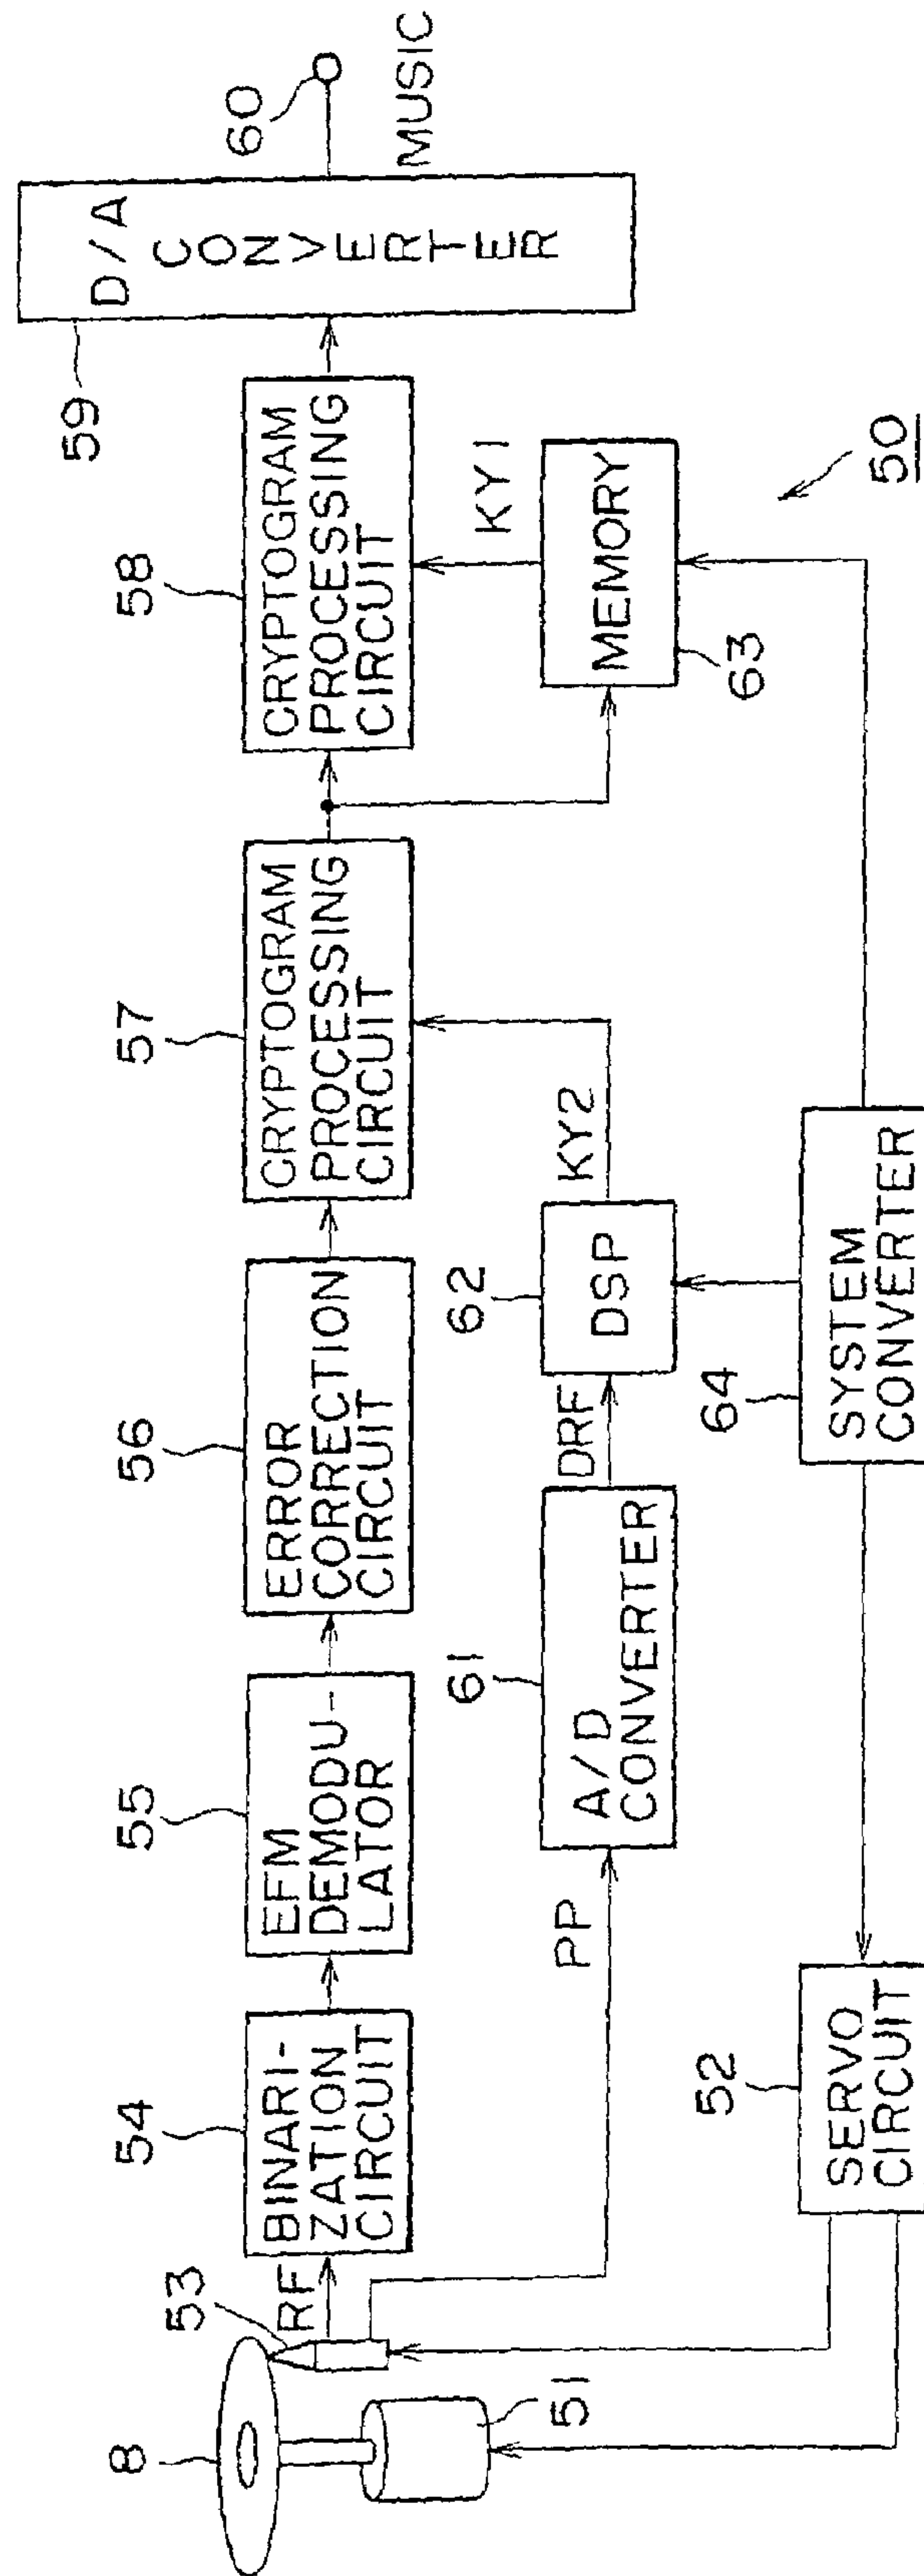 8
53
RF
54
BINARI-
ZATION
CIRCUIT
55
EFM
DEMODU-
LATOR
56
ERROR
CORRECTION
CIRCUIT
57
CRYPTOGRAM
PROCESSING
CIRCUIT
58
CRYPTOGRAM
PROCESSING
CIRCUIT
59
D/A
CONVERTER
60
MUSIC
51
PP
61
A/D
CONVERTER
DRF
62
DSP
KY2
KY1
MEMORY
63
50
52
SERVO
CIRCUIT
64
SYSTEM
CONVERTER